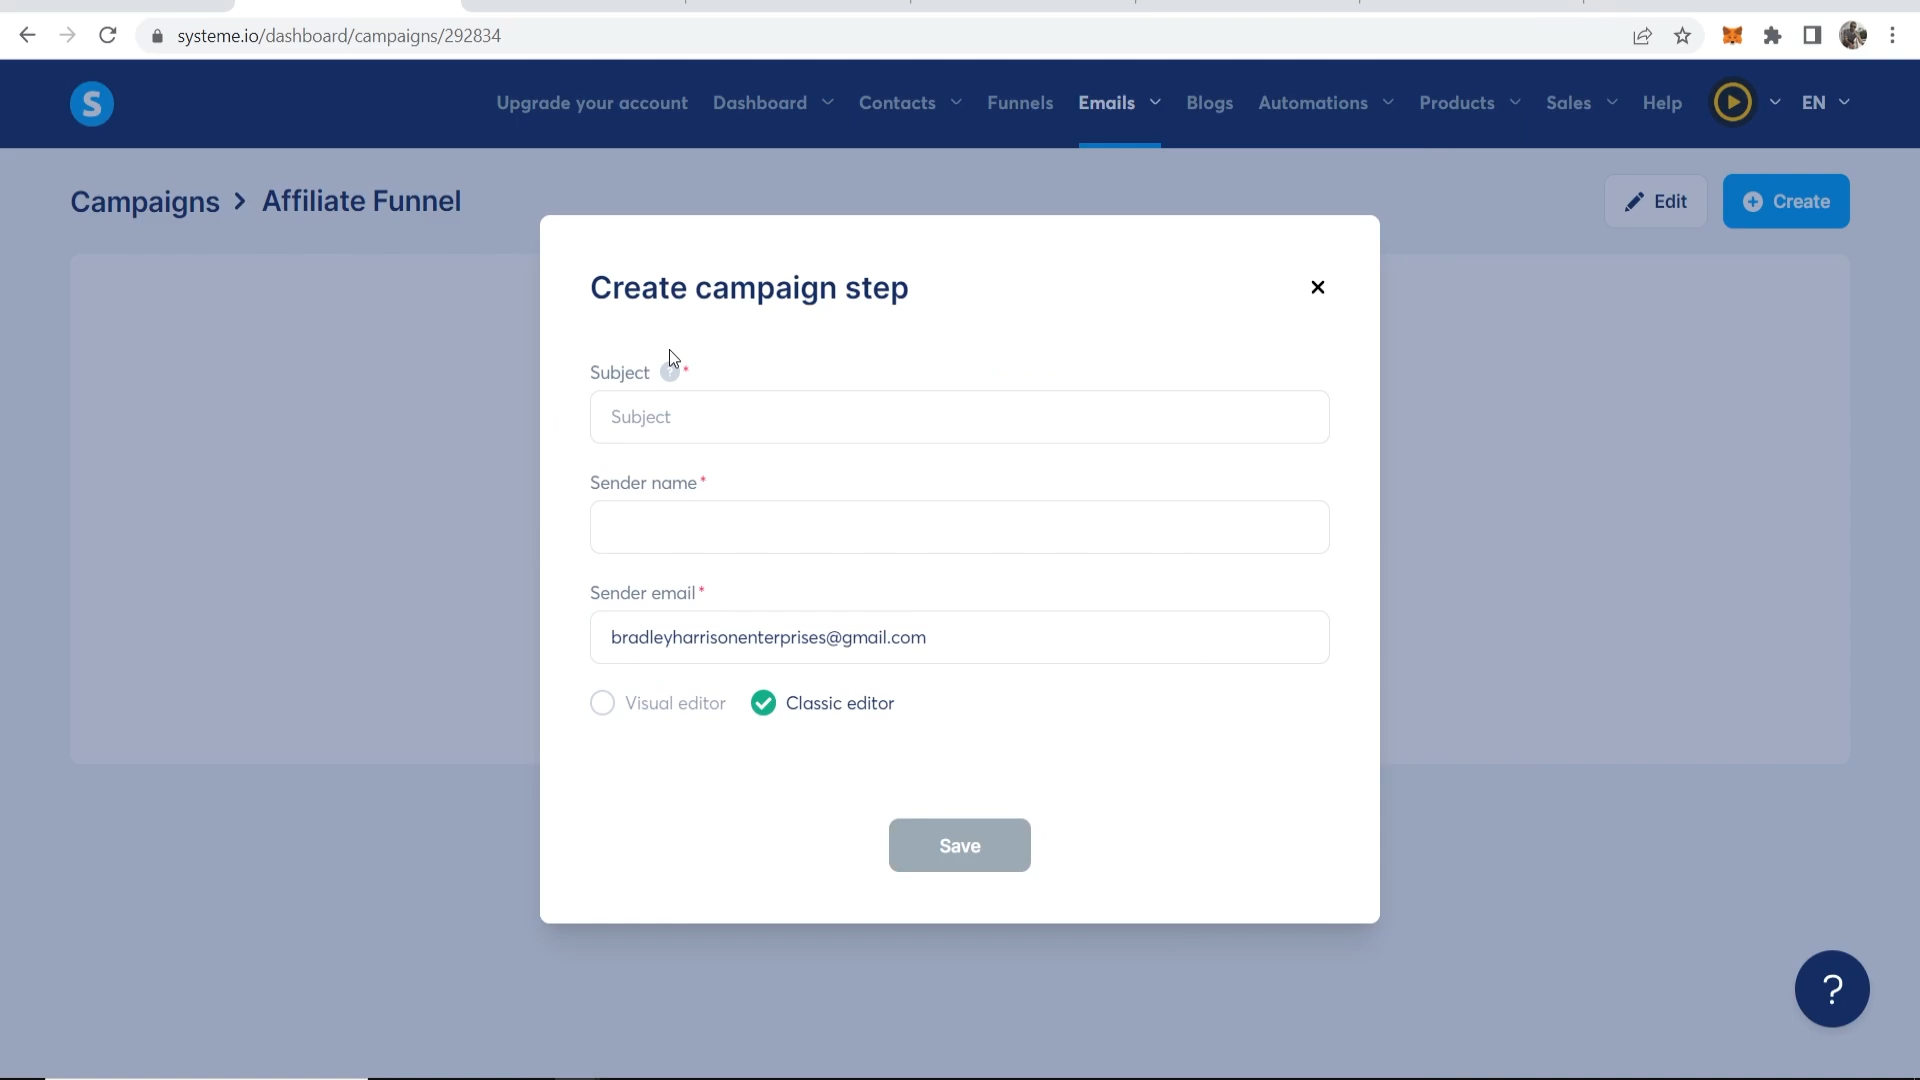 systeme.io/dashboard/campaigns/292834
S
Upgrade your account
Dashboard
Contacts
Funnels
Emails
Blogs
Automations
Products
Sales
Help
EN
Campaigns > Affiliate Funnel
Edit
Create
Create campaign step
Subject ? *
Subject
Sender name *
Sender email *
bradleyharrisonenterprises@gmail.com
Visual editor
Classic editor
Save
?